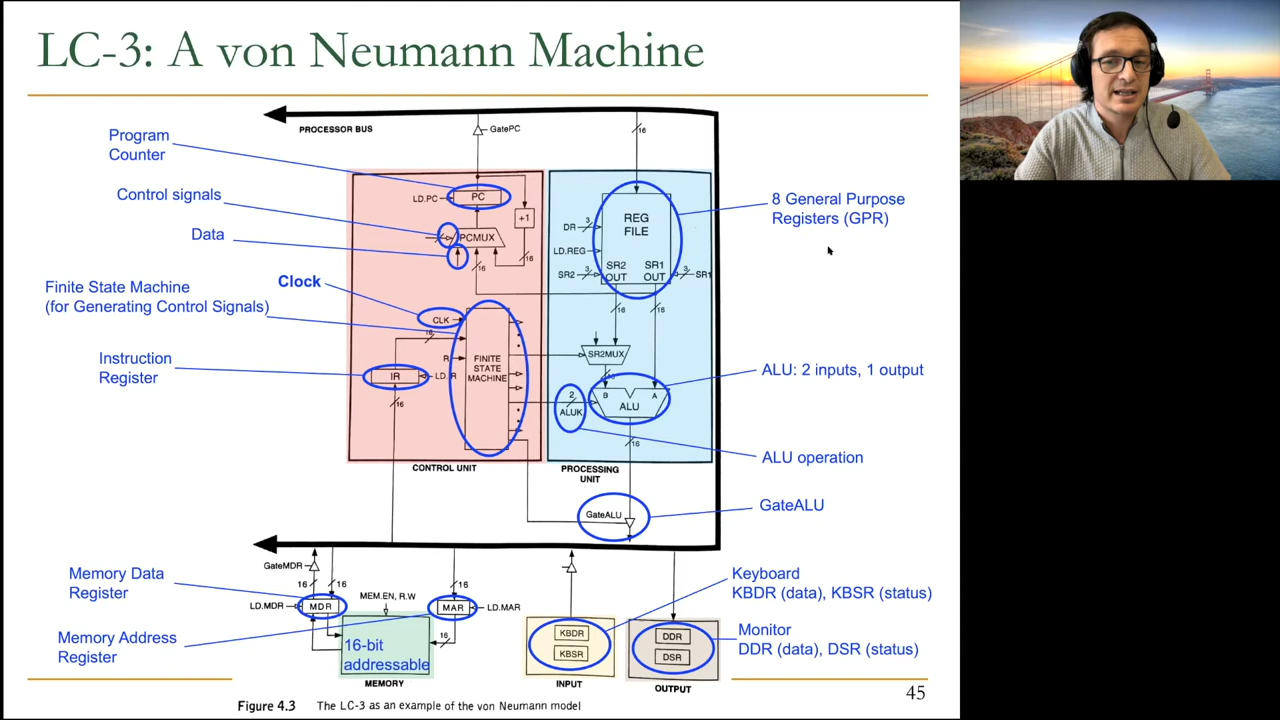 LC-3: A von Neumann Machine
PROCESSOR BUS
GatePC
16
Program
Counter
LD.PC
PC
+1
Control signals
PCMUX
Data
16
16
REG
FILE
DR
3
LD.REG
SR2
3
SR2
OUT
SR1
OUT
3
SR1
8 General Purpose
Registers (GPR)
Clock
Finite State Machine
(for Generating Control Signals)
CLK
16
R
FINITE
STATE
MACHINE
16
16
SR2MUX
Instruction
Register
IR
LD.IR
16
2
ALUK
B
A
ALU
16
ALU: 2 inputs, 1 output
ALU operation
CONTROL UNIT
PROCESSING
UNIT
GateALU
GateALU
Memory Data
Register
GateMDR
16
16
16
LD.MDR
MDR
MEM.EN, R.W
MAR
LD.MAR
Memory Address
Register
16-bit
addressable
16
MEMORY
KBDR
KBSR
INPUT
DDR
DSR
OUTPUT
Keyboard
KBDR (data), KBSR (status)
Monitor
DDR (data), DSR (status)
45
Figure 4.3 The LC-3 as an example of the von Neumann model